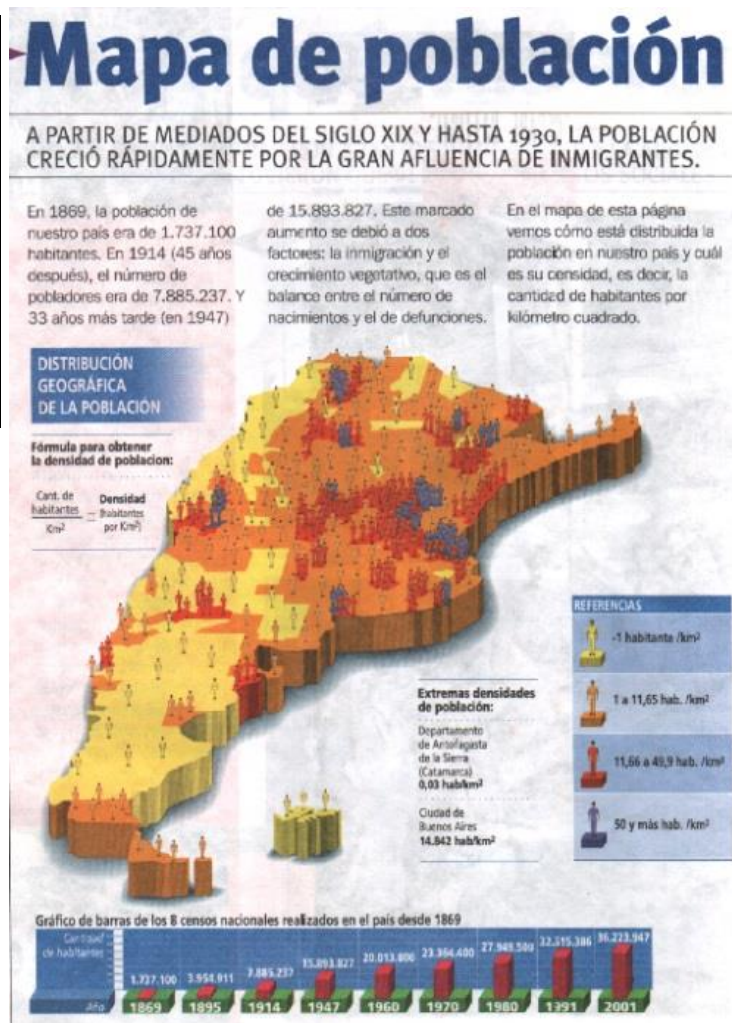 Mapa de población
A PARTIR DE MEDIADOS DEL SIGLO XIX Y HASTA 1930, LA POBLACIÓN
CRECIÓ RÁPIDAMENTE POR LA GRAN AFLUENCIA DE INMIGRANTES.
En 1869, la población de
nuestro país era de 1.737.100
habitantes. En 1914 (45 años
después), el número de
pobladores era de 7.885.237. Y
33 años más tarde (en 1947)
de 15.893.827. Este marcado
aumento se debió a dos
factores: la inmigración y el
crecimiento vegetativo, que es el
balance entre el número de
nacimientos y el de defunciones.
En el mapa de esta página
vemos cómo está distribuida la
población en nuestro país y cuál
es su censidad, es decir, la
cantidad de habitantes por
kilómetro cuadrado.
DISTRIBUCIÓN
GEOGRÁFICA
DE LA POBLACIÓN
Fórmula para obtener
la densidad de poblacion:
Cant. de
habitantes
Km²
=
Densidad
(habitantes
por Km²)
REFERENCIAS
-1 habitante /km²
1 a 11,65 hab. /km²
11,66 a 49,9 hab. /km²
50 y más hab. /km²
Extremas densidades
de población:
Departamento
de Antofagasta
de la Sierra
(Catamarca)
0,03 hab/km²
Ciudad de
Buenos Aires
14.842 hab/km²
Gráfico de barras de los 8 censos nacionales realizados en el país desde 1869
Cantidad
de habitantes
1.737.100 3.954.911 7.885.237 15.893.827 20.013.800 23.364.400 27.949.500 32.615.386 36.223.947
Año 1869 1895 1914 1947 1960 1970 1980 1391 2001